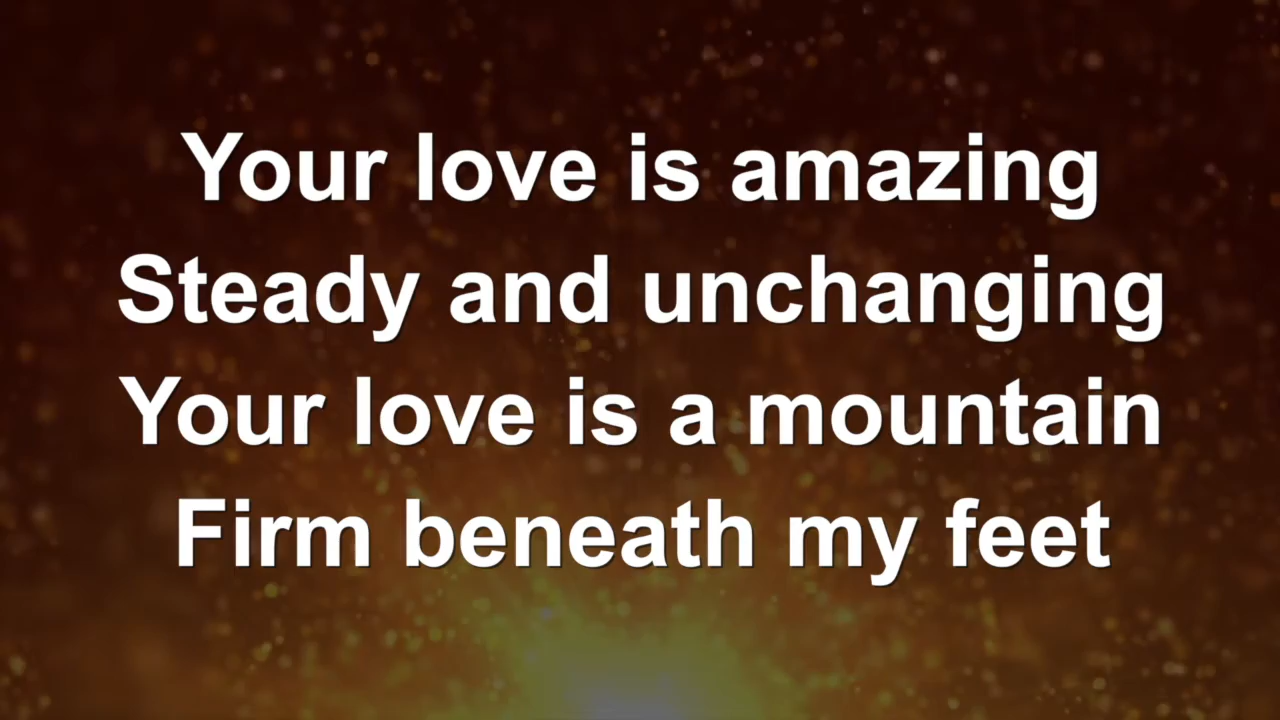 Your love is amazing
Steady and unchanging
Your love is a mountain
Firm beneath my feet